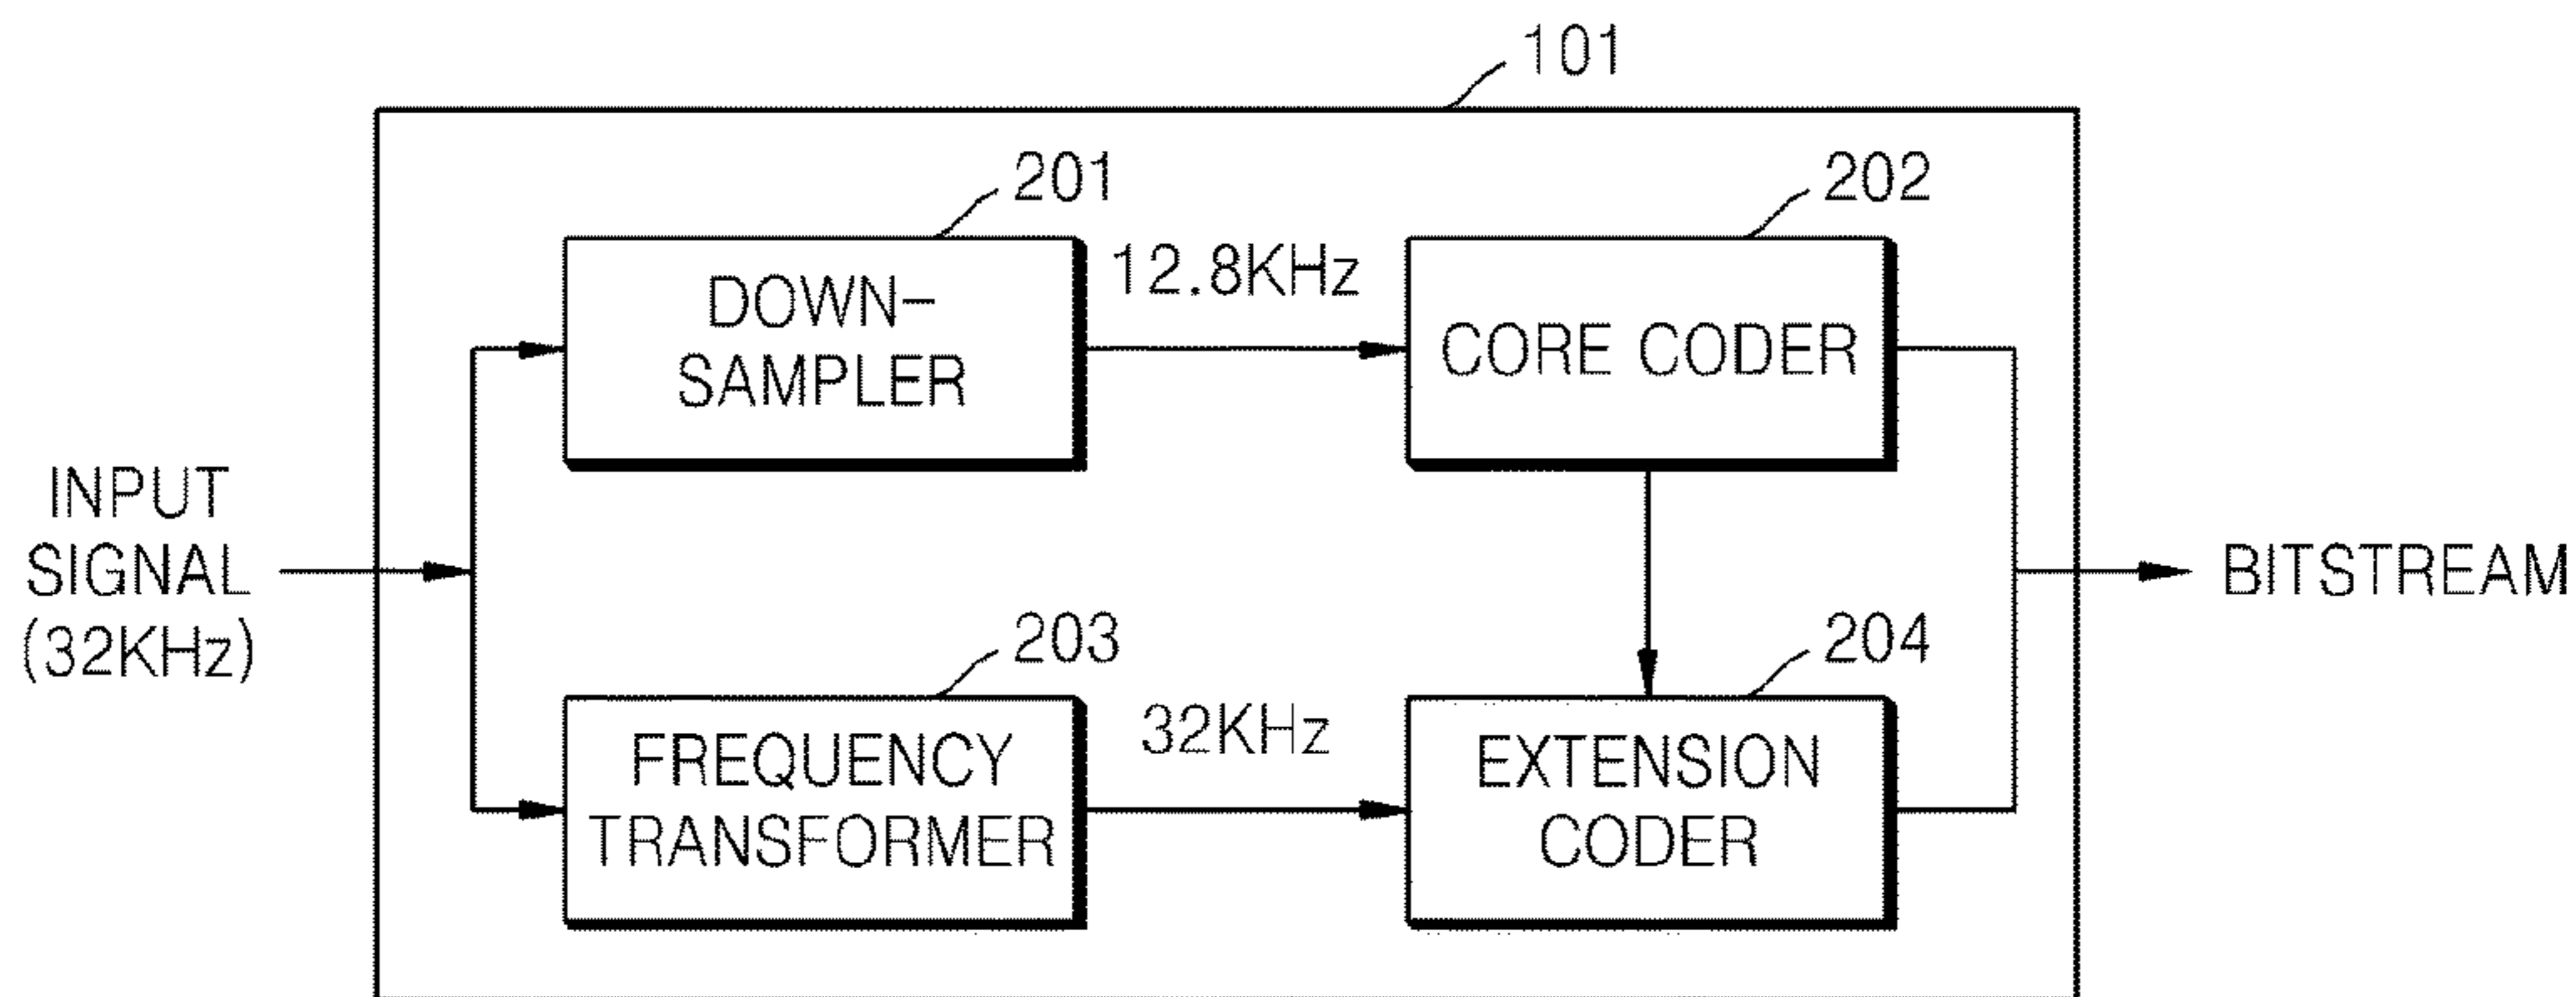 101
201
202
DOWN-
SAMPLER
12.8KHz
CORE CODER
INPUT
SIGNAL
(32KHz)
BITSTREAM
203
204
FREQUENCY
TRANSFORMER
32KHz
EXTENSION
CODER